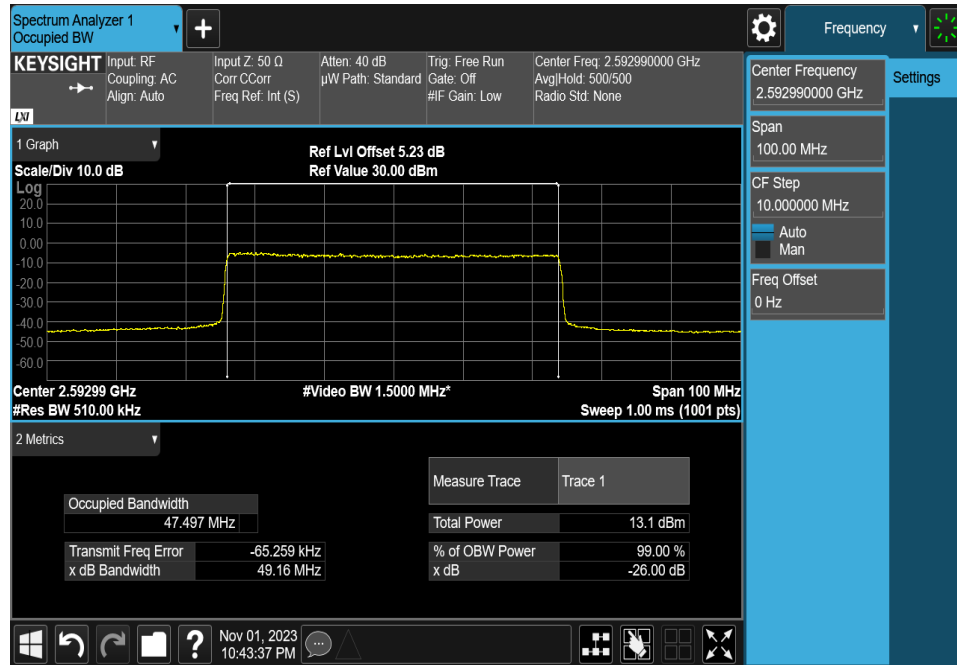 Spectrum Analyzer 1
Occupied BW
+
Frequency
KEYSIGHT
Input: RF
Coupling: AC
Align: Auto
Input Z: 50 Ω
Corr CCorr
Freq Ref: Int (S)
Atten: 40 dB
µW Path: Standard
Trig: Free Run
Gate: Off
#IF Gain: Low
Center Freq: 2.592990000 GHz
Avg|Hold: 500/500
Radio Std: None
LXI
Center Frequency
2.592990000 GHz
Settings
Span
100.00 MHz
CF Step
10.000000 MHz
Auto
Man
Freq Offset
0 Hz
1 Graph
Scale/Div 10.0 dB
Ref Lvl Offset 5.23 dB
Ref Value 30.00 dBm
Log
20.0
10.0
0.00
-10.0
-20.0
-30.0
-40.0
-50.0
-60.0
Center 2.59299 GHz
#Video BW 1.5000 MHz*
Span 100 MHz
#Res BW 510.00 kHz
Sweep 1.00 ms (1001 pts)
2 Metrics
Measure Trace Trace 1
Occupied Bandwidth
47.497 MHz
Total Power 13.1 dBm
Transmit Freq Error -65.259 kHz
% of OBW Power 99.00 %
x dB Bandwidth 49.16 MHz
x dB -26.00 dB
?
Nov 01, 2023
10:43:37 PM